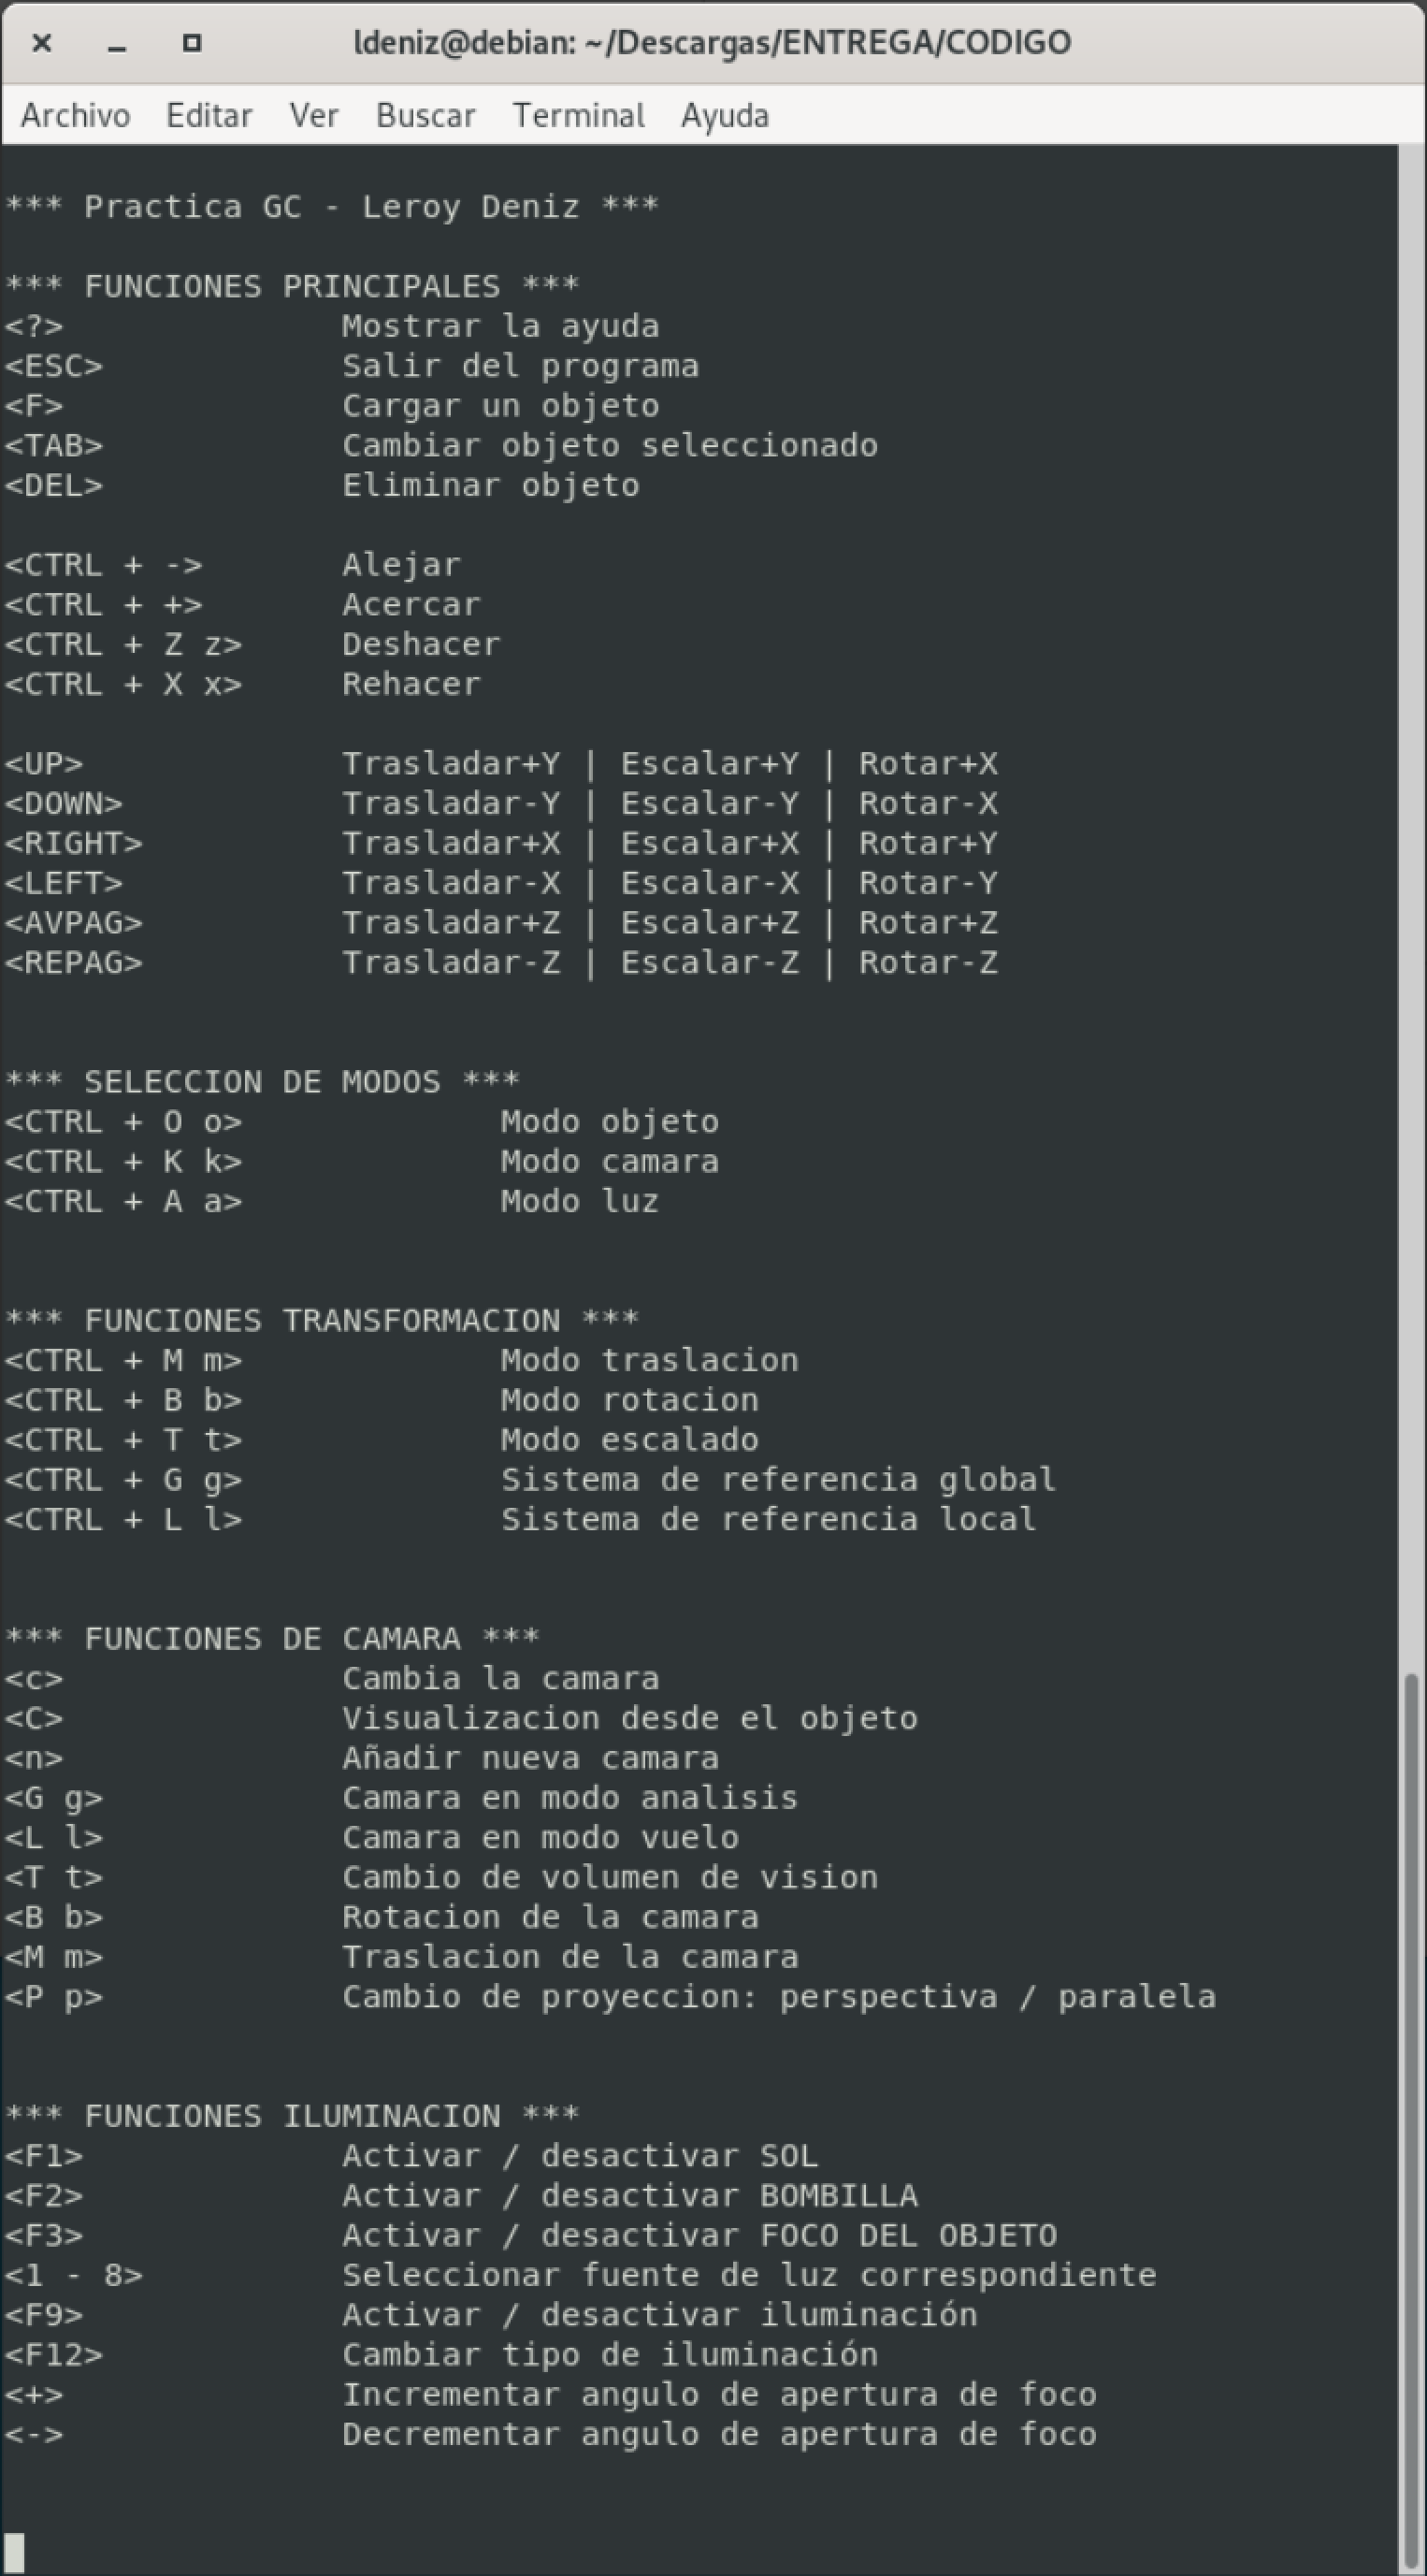 ldeniz@debian: ~/Descargas/ENTREGA/CODIGO
Archivo Editar Ver Buscar Terminal Ayuda
*** Practica GC - Leroy Deniz ***
*** FUNCIONES PRINCIPALES ***
<?> Mostrar la ayuda
<ESC> Salir del programa
<F> Cargar un objeto
<TAB> Cambiar objeto seleccionado
<DEL> Eliminar objeto
<CTRL + -> Alejar
<CTRL + +> Acercar
<CTRL + Z z> Deshacer
<CTRL + X x> Rehacer
<UP> Trasladar+Y | Escalar+Y | Rotar+X
<DOWN> Trasladar-Y | Escalar-Y | Rotar-X
<RIGHT> Trasladar+X | Escalar+X | Rotar+Y
<LEFT> Trasladar-X | Escalar-X | Rotar-Y
<AVPAG> Trasladar+Z | Escalar+Z | Rotar+Z
<REPAG> Trasladar-Z | Escalar-Z | Rotar-Z
*** SELECCION DE MODOS ***
<CTRL + O o> Modo objeto
<CTRL + K k> Modo camara
<CTRL + A a> Modo luz
*** FUNCIONES TRANSFORMACION ***
<CTRL + M m> Modo traslacion
<CTRL + B b> Modo rotacion
<CTRL + T t> Modo escalado
<CTRL + G g> Sistema de referencia global
<CTRL + L l> Sistema de referencia local
*** FUNCIONES DE CAMARA ***
<c> Cambia la camara
<C> Visualizacion desde el objeto
<n> Añadir nueva camara
<G g> Camara en modo analisis
<L l> Camara en modo vuelo
<T t> Cambio de volumen de vision
<B b> Rotacion de la camara
<M m> Traslacion de la camara
<P p> Cambio de proyeccion: perspectiva / paralela
*** FUNCIONES ILUMINACION ***
<F1> Activar / desactivar SOL
<F2> Activar / desactivar BOMBILLA
<F3> Activar / desactivar FOCO DEL OBJETO
<1 - 8> Seleccionar fuente de luz correspondiente
<F9> Activar / desactivar iluminación
<F12> Cambiar tipo de iluminación
<+> Incrementar angulo de apertura de foco
<-> Decrementar angulo de apertura de foco